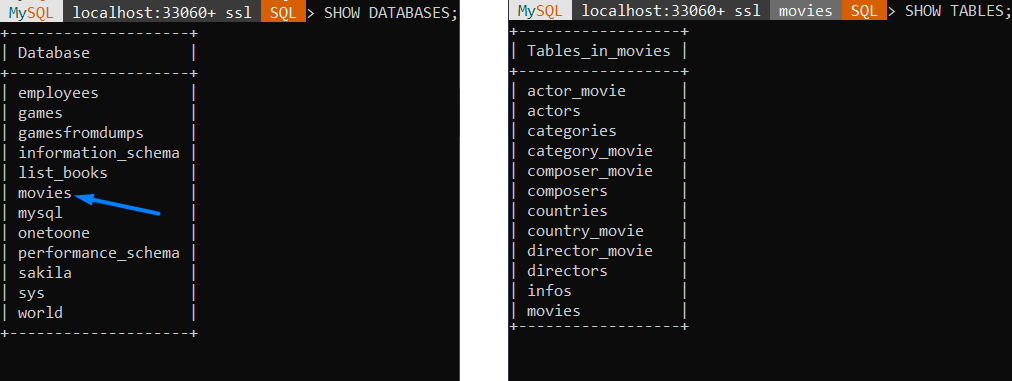 MySQL localhost:33060+ ssl SQL > SHOW DATABASES;
+--------------------+
| Database           |
+--------------------+
| employees          |
| games              |
| gamesfromdumps     |
| information_schema |
| list_books         |
| movies             |
| mysql              |
| onetoone           |
| performance_schema |
| sakila             |
| sys                |
| world              |
+--------------------+
MySQL localhost:33060+ ssl movies SQL > SHOW TABLES;
+------------------+
| Tables_in_movies |
+------------------+
| actor_movie      |
| actors           |
| categories       |
| category_movie   |
| composer_movie   |
| composers        |
| countries        |
| country_movie    |
| director_movie   |
| directors        |
| infos            |
| movies           |
+------------------+